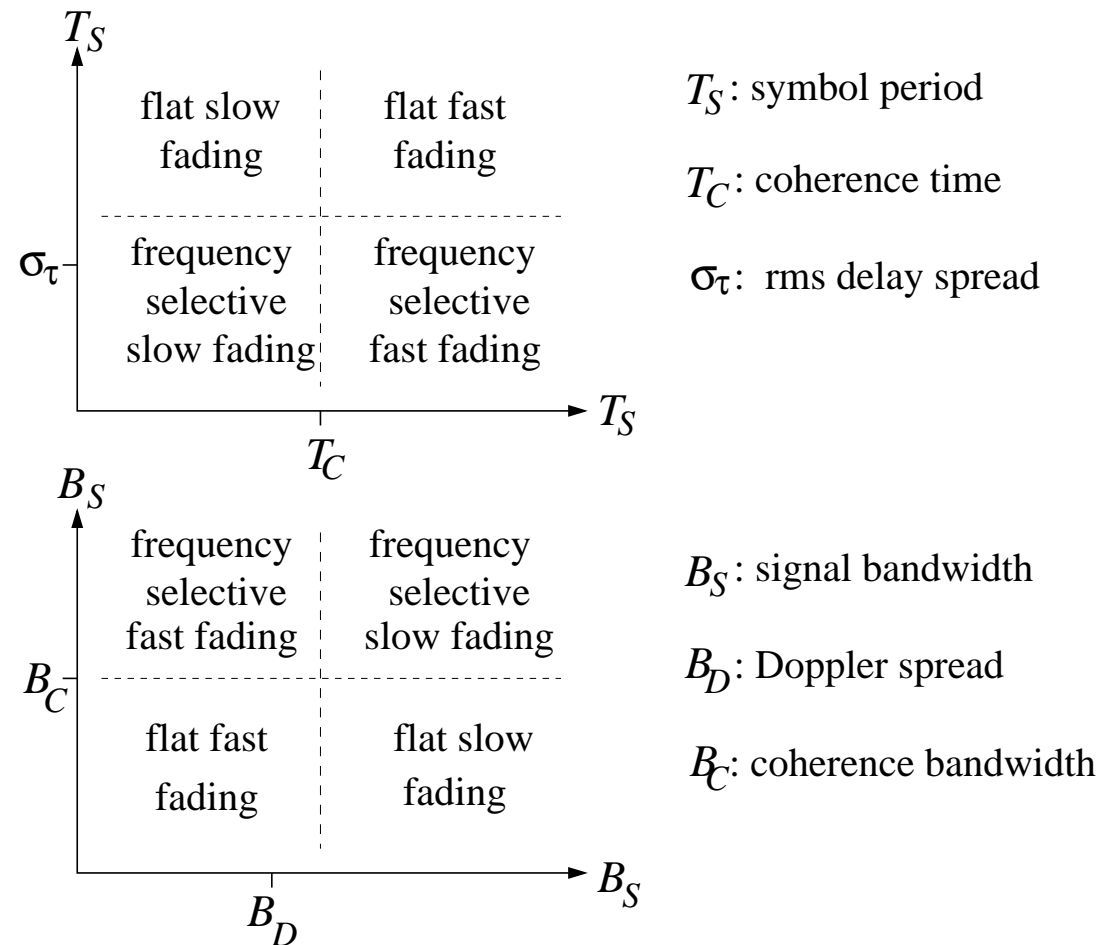 T_S
flat slow
fading
flat fast
fading
T_S: symbol period
T_C: coherence time
σ_τ: rms delay spread
σ_τ
frequency
selective
slow fading
frequency
selective
fast fading
T_S
T_C
B_S
frequency
selective
fast fading
frequency
selective
slow fading
B_S: signal bandwidth
B_D: Doppler spread
B_C: coherence bandwidth
B_C
flat fast
fading
flat slow
fading
B_S
B_D